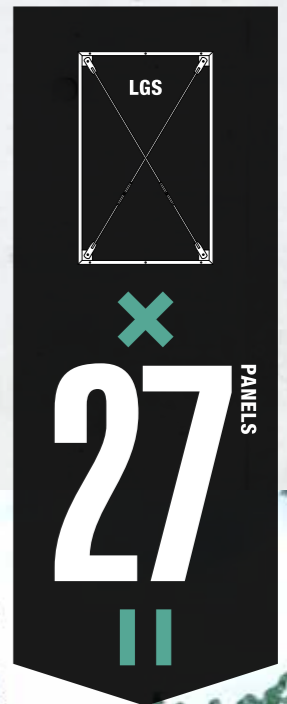 LGS
×
27
PANELS
=